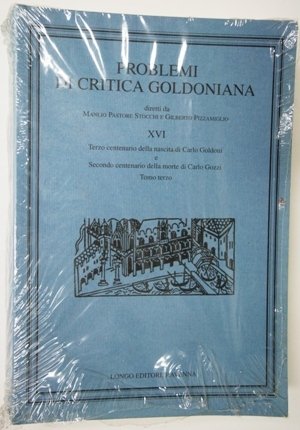 PROBLEMI
DI CRITICA GOLDONIANA
diretti da
MANLIO PASTORE STOCCHI E GILBERTO PIZZAMIGLIO
XVI
Terzo centenario della nascita di Carlo Goldoni
e
Secondo centenario della morte di Carlo Gozzi
Tomo terzo
LONGO EDITORE RAVENNA